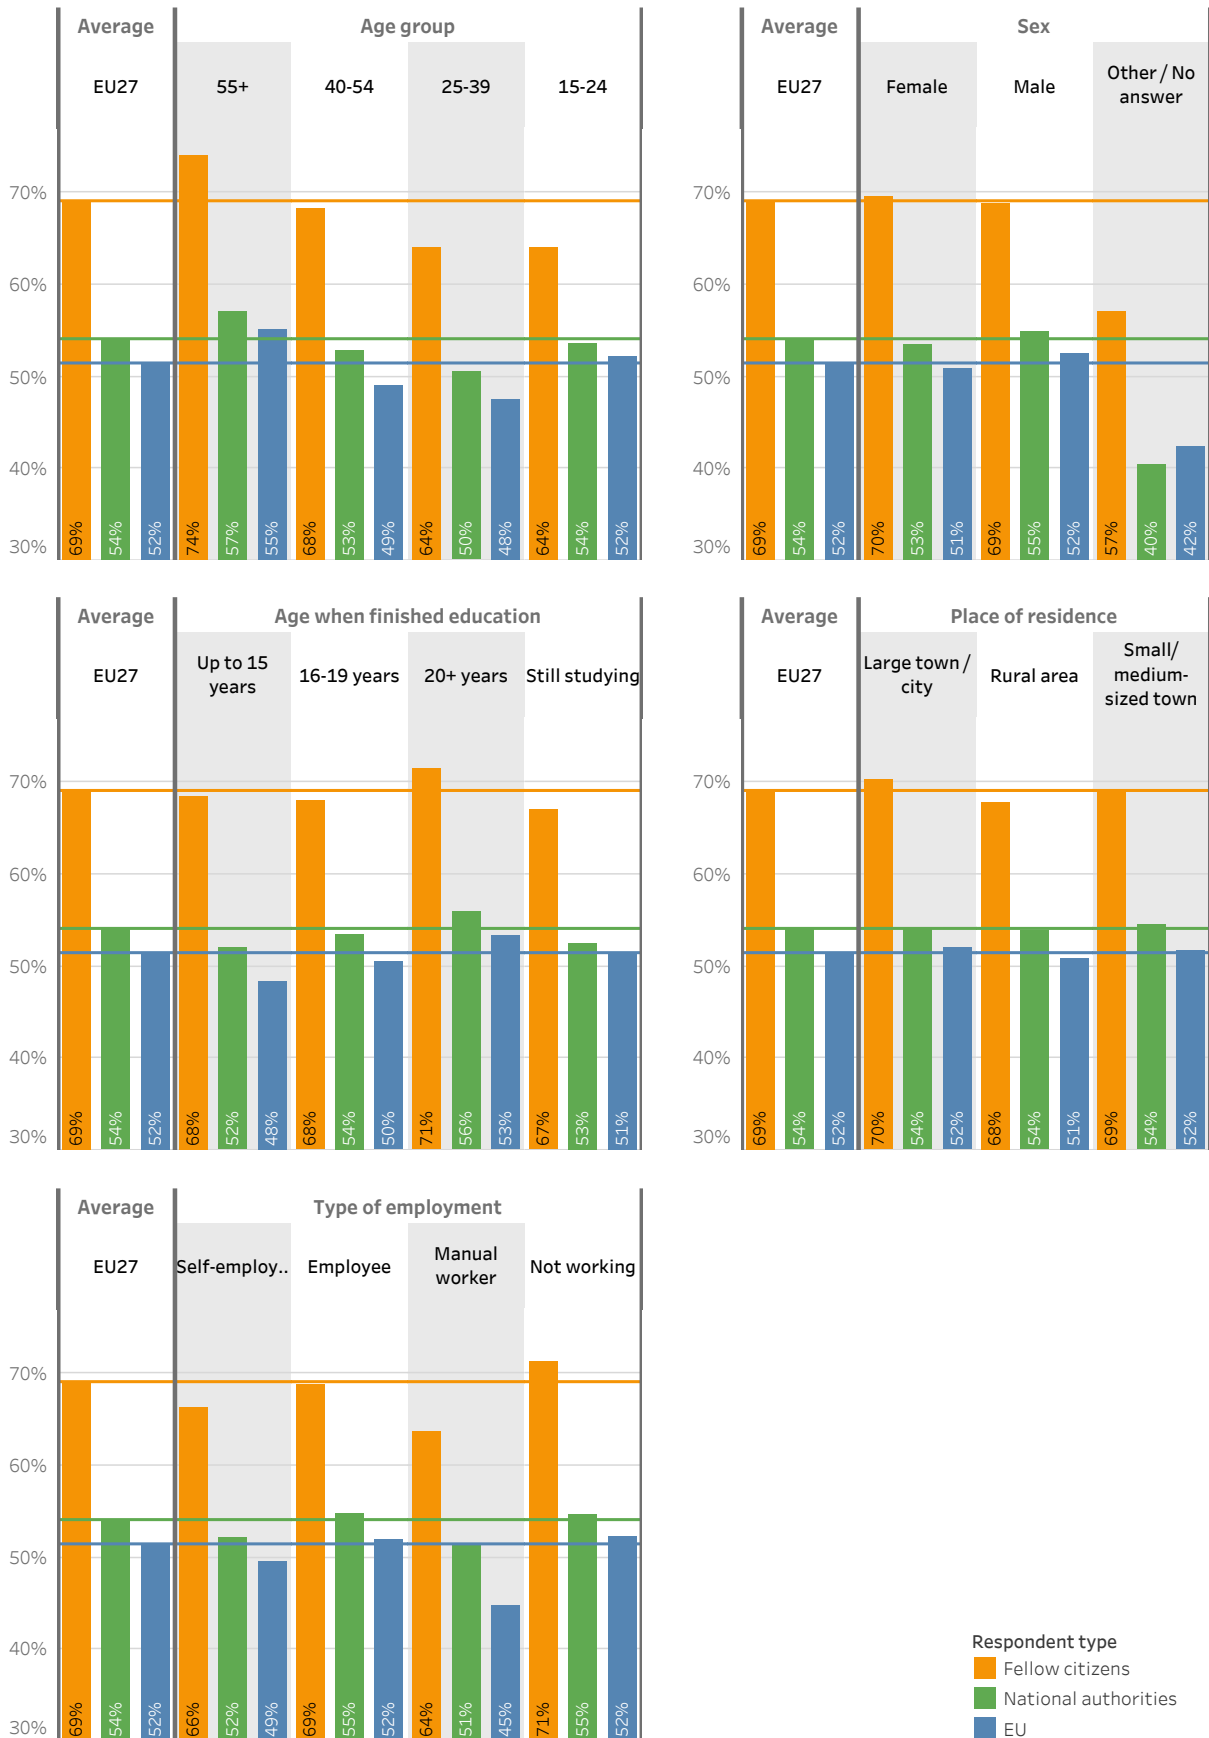 Average Age group
EU27 55+ 40-54 25-39 15-24
70%
60%
50%
40%
30%
69% 54% 52% 74% 57% 55% 68% 53% 49% 64% 50% 48% 64% 54% 52%
Average Sex
EU27 Female Male Other / No
answer
70%
60%
50%
40%
30%
69% 54% 52% 70% 53% 51% 69% 55% 52% 57% 40% 42%
Average Age when finished education
EU27 Up to 15
years 16-19 years 20+ years Still studying
70%
60%
50%
40%
30%
69% 54% 52% 68% 52% 48% 68% 54% 50% 71% 56% 53% 67% 53% 51%
Average Place of residence
EU27 Large town /
city Rural area Small/
medium-
sized town
70%
60%
50%
40%
30%
69% 54% 52% 70% 54% 52% 68% 54% 51% 69% 54% 52%
Average Type of employment
EU27 Self-employ.. Employee Manual
worker Not working
70%
60%
50%
40%
30%
69% 54% 52% 66% 52% 49% 69% 55% 52% 64% 51% 45% 71% 55% 52%
Respondent type
Fellow citizens
National authorities
EU